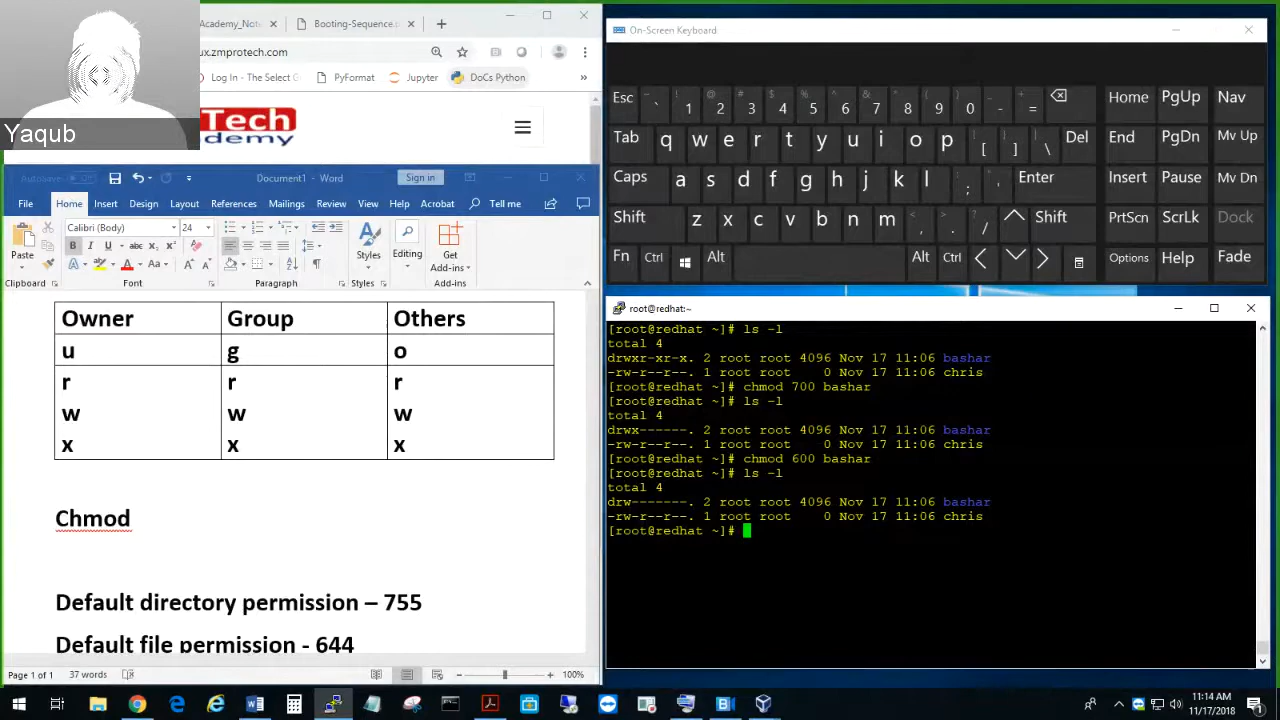 Yaqub
Academy_Not
Booting-Sequence.p
ux.zmprotech.com
Log In - The Select G
PyFormat
Jupyter
DoCs Python
»
Tech
demy
Autosave
Document1 - Word
Sign in
File
Home
Insert
Design
Layout
References
Mailings
Review
View
Help
Acrobat
Tell me
Paste
Calibri (Body)
24
Styles
Editing
Get
Add-ins
Clipboard
Font
Paragraph
Styles
Add-ins
Owner Group Others
u g o
r r r
w w w
x x x
Chmod
Default directory permission – 755
Default file permission - 644
Page 1 of 1
37 words
100%
On-Screen Keyboard
Esc ~ ` ! 1 @ 2 # 3 $ 4 % 5 ^ 6 & 7 * 8 ( 9 ) 0 _ - + = Home PgUp Nav
Tab q w e r t y u i o p { [ } ] | \ Del End PgDn Mv Up
Caps a s d f g h j k l : ; " ' Enter Insert Pause Mv Dn
Shift z x c v b n m < , > . ? / Shift PrtScn ScrLk Dock
Fn Ctrl Alt Alt Ctrl Options Help Fade
root@redhat:~
[root@redhat ~]# ls -l
total 4
drwxr-xr-x. 2 root root 4096 Nov 17 11:06 bashar
-rw-r--r--. 1 root root    0 Nov 17 11:06 chris
[root@redhat ~]# chmod 700 bashar
[root@redhat ~]# ls -l
total 4
drwx------. 2 root root 4096 Nov 17 11:06 bashar
-rw-r--r--. 1 root root    0 Nov 17 11:06 chris
[root@redhat ~]# chmod 600 bashar
[root@redhat ~]# ls -l
total 4
drw-------. 2 root root 4096 Nov 17 11:06 bashar
-rw-r--r--. 1 root root    0 Nov 17 11:06 chris
[root@redhat ~]#
11:14 AM
11/17/2018